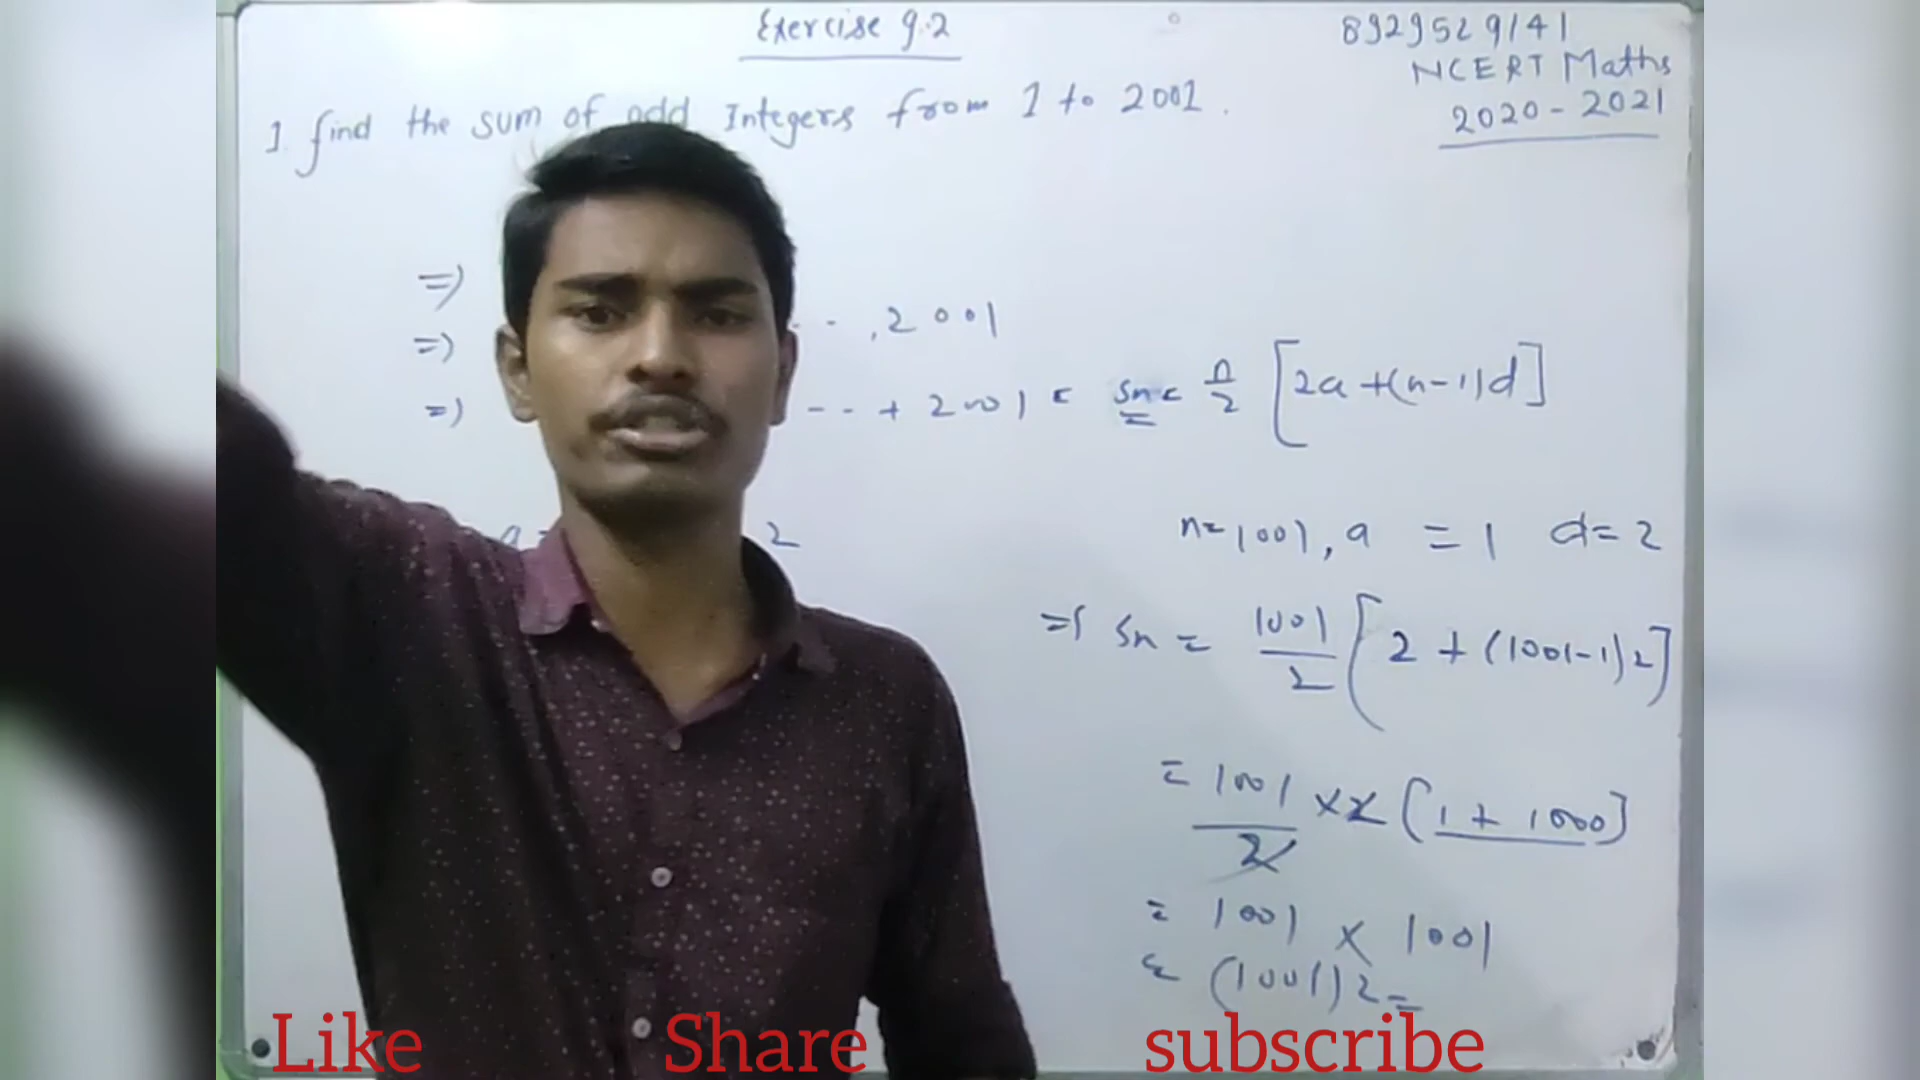 Exercise 9.2
8929529141
NCERT Maths
2020-2021
1. find the sum of odd Integers from 1 to 2001.
=)
=) . . ,2001
=) - - + 2001 = Sn = n/2 [2a+(n-1)d]
2
n=1001, a = 1 d=2
=) Sn = 1001/2 [2 + (1001-1)2]
= 1001/2 x2 (1 + 1000)
= 1001 x 1001
= (1001)2 =
Like Share subscribe